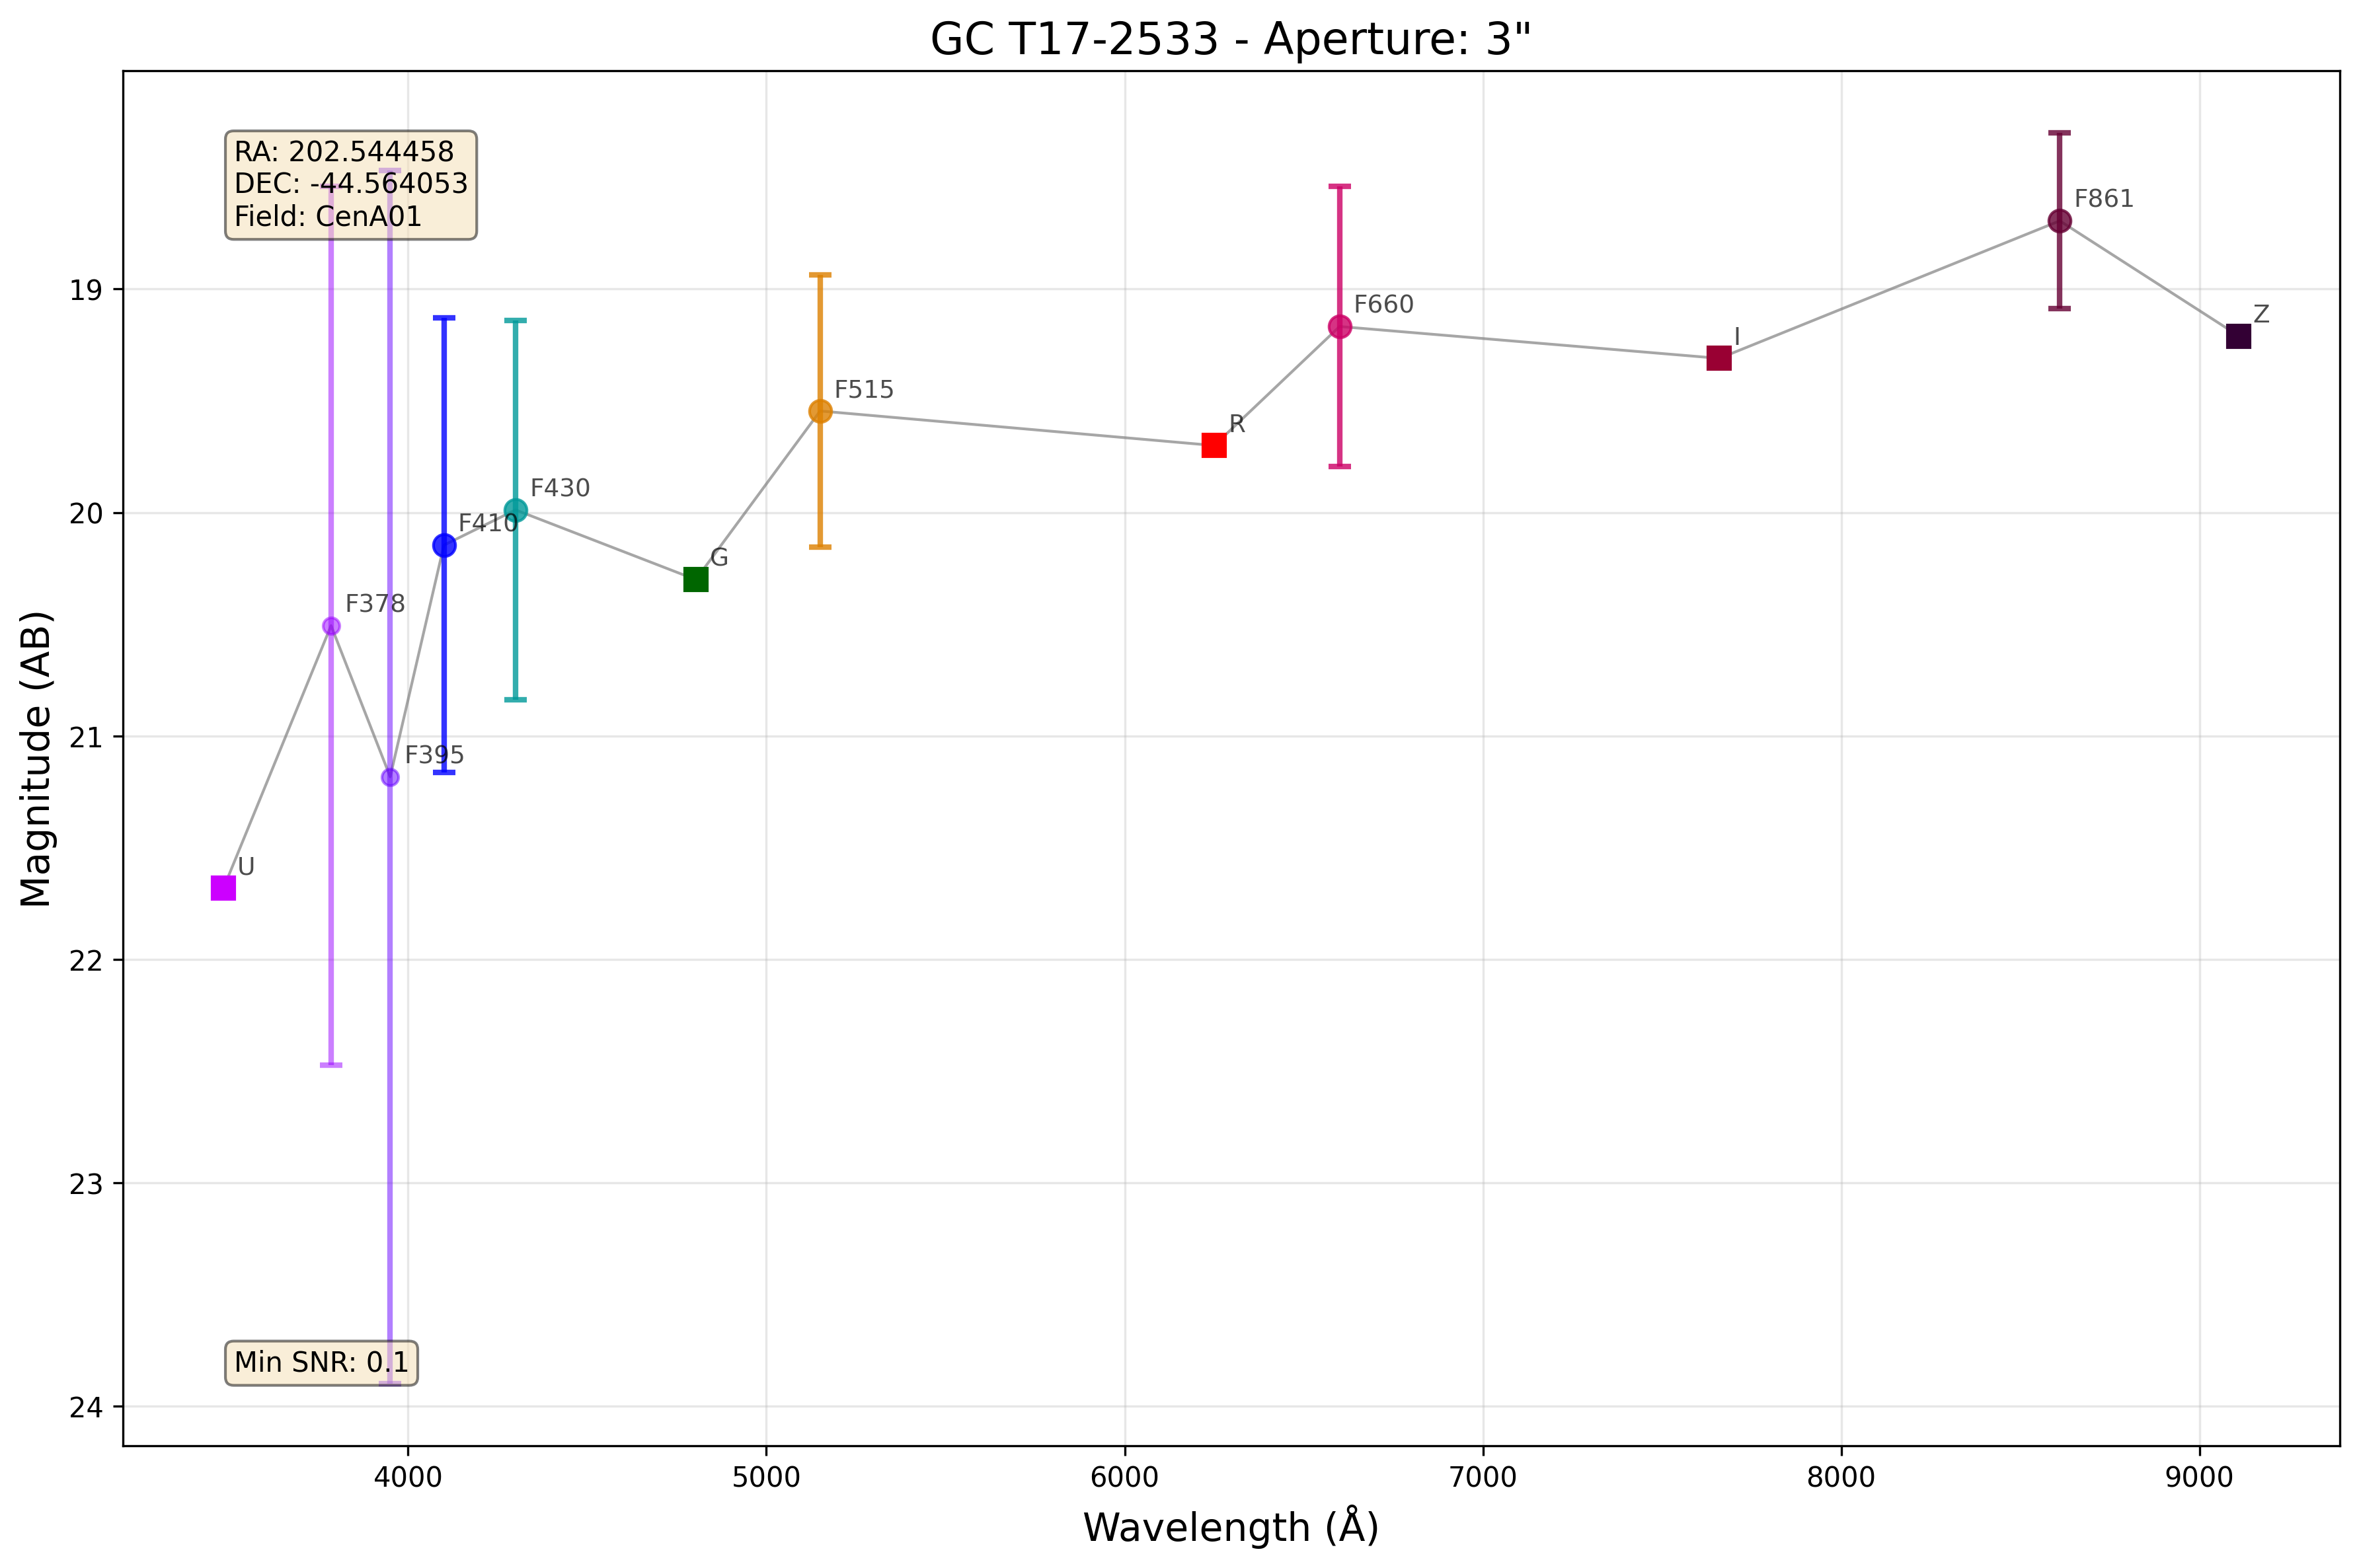 GC T17-2533 - Aperture: 3"
RA: 202.544458
DEC: -44.564053
Field: CenA01
F861
Z
F660
I
19
F515
R
F430
20
F410
G
F378
Magnitude (AB)
21
F395
U
22
23
Min SNR: 0.1
24
4000
5000
6000
7000
8000
9000
Wavelength (Å)